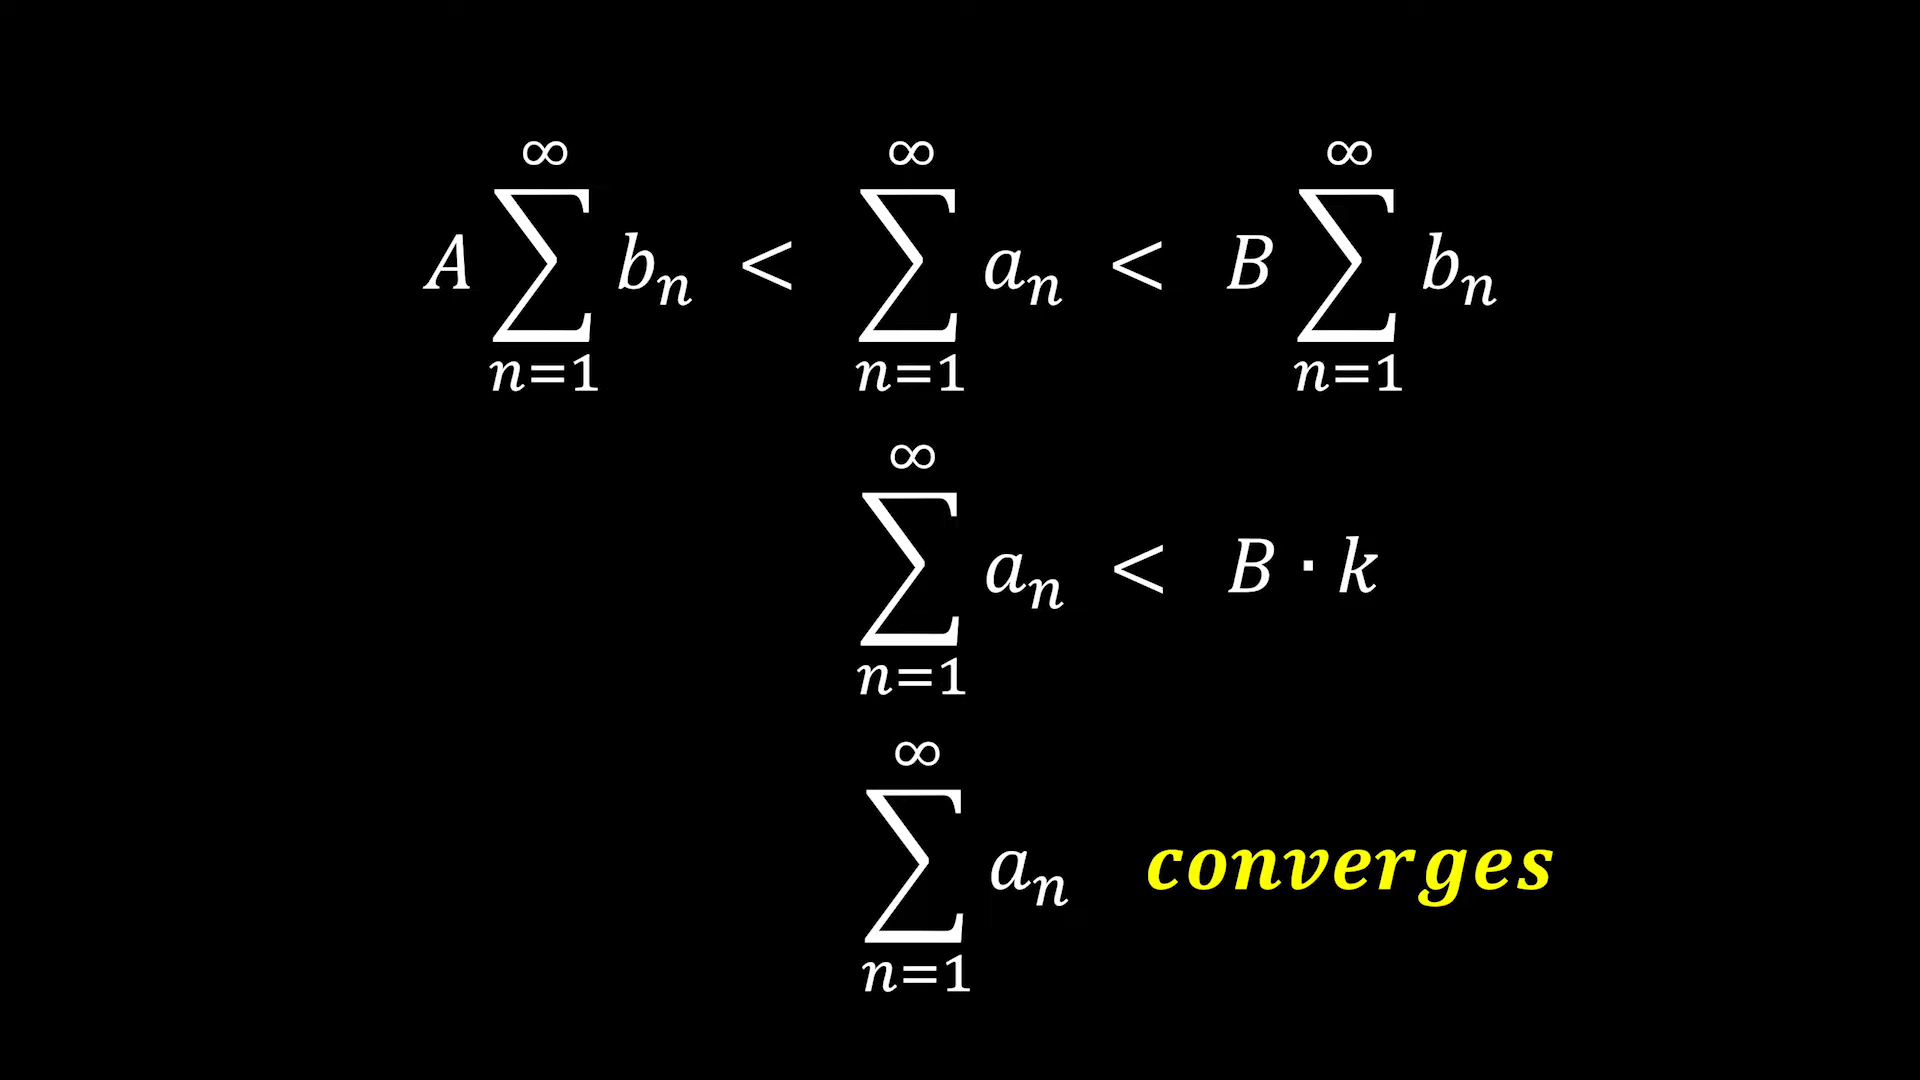 A ∑_{n=1}^{∞} b_n < ∑_{n=1}^{∞} a_n < B ∑_{n=1}^{∞} b_n
∑_{n=1}^{∞} a_n < B · k
∑_{n=1}^{∞} a_n converges